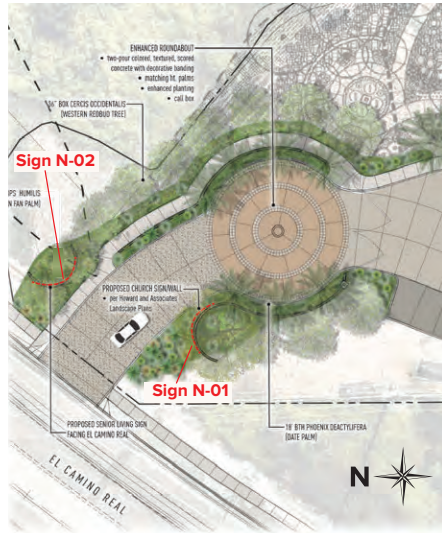 ENHANCED ROUNDABOUT
• two-pour colored, textured, scored
concrete with decorative banding
• matching ht. palms
• enhanced planting
• call box
36" BOX CERCIS OCCIDENTALIS
(WESTERN REDBUD TREE)
Sign N-02
OPS HUMILIS
N FAN PALM)
PROPOSED CHURCH SIGN/WALL
• per Howard and Associates
Landscape Plans
Sign N-01
PROPOSED SENIOR LIVING SIGN
FACING EL CAMINO REAL
18' BTH PHOENIX DEACTYLIFERA
(DATE PALM)
EL CAMINO REAL
N